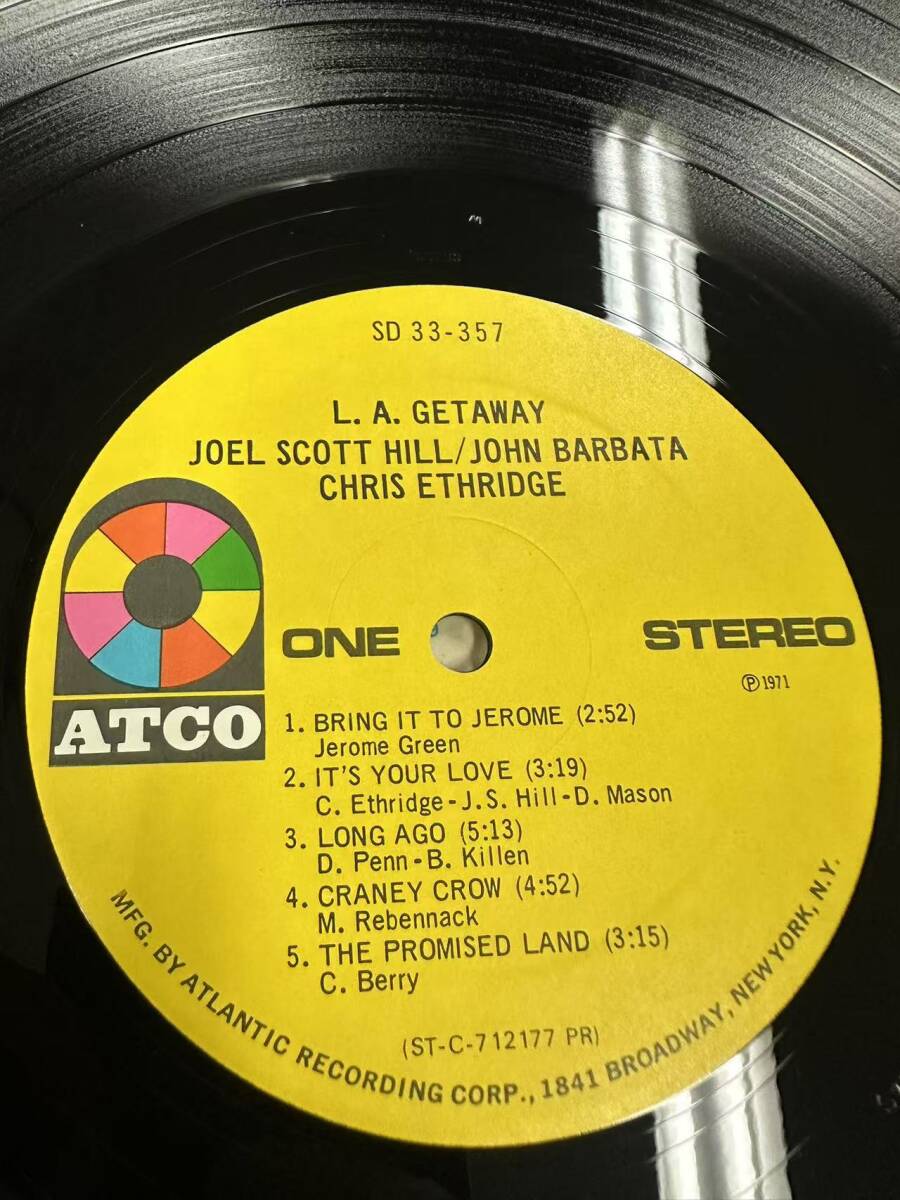 SD 33-357
L. A. GETAWAY
JOEL SCOTT HILL/JOHN BARBATA
CHRIS ETHRIDGE
ATCO
ONE
STEREO
Ⓟ1971
1. BRING IT TO JEROME (2:52)
Jerome Green
2. IT'S YOUR LOVE (3:19)
C. Ethridge-J.S. Hill-D. Mason
3. LONG AGO (5:13)
D. Penn-B. Killen
4. CRANEY CROW (4:52)
M. Rebennack
5. THE PROMISED LAND (3:15)
C. Berry
(ST-C-712177 PR)
MFG. BY ATLANTIC RECORDING CORP., 1841 BROADWAY, NEW YORK, N.Y.